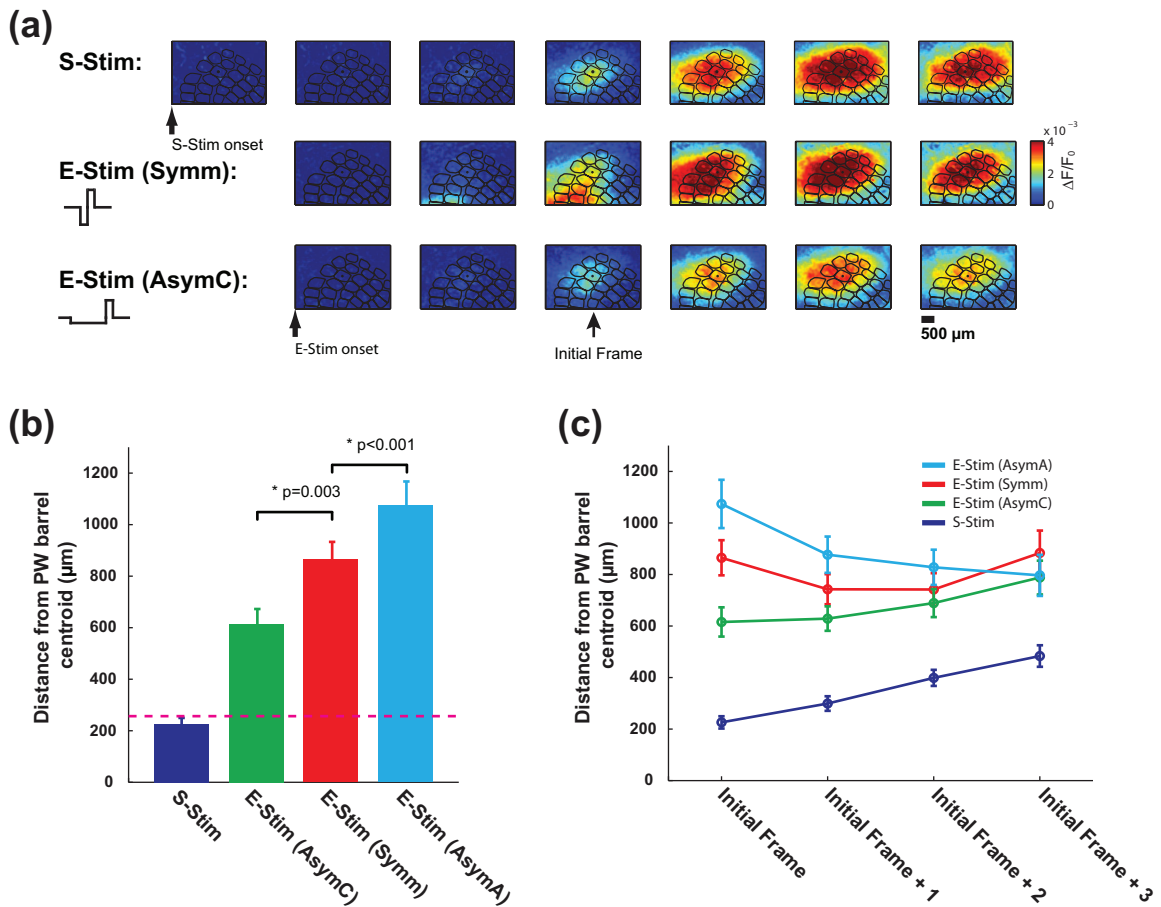 (a)
S-Stim:
S-Stim onset
E-Stim (Symm):
x 10⁻³
4
2
0
ΔF/F₀
E-Stim (AsymC):
E-Stim onset
Initial Frame
500 µm
(b)
* p<0.001
* p=0.003
Distance from PW barrel
centroid (µm)
1200
1000
800
600
400
200
0
S-Stim
E-Stim (AsymC)
E-Stim (Symm)
E-Stim (AsymA)
(c)
E-Stim (AsymA)
E-Stim (Symm)
E-Stim (AsymC)
S-Stim
Distance from PW barrel
centroid (µm)
1200
1000
800
600
400
200
0
Initial Frame
Initial Frame + 1
Initial Frame + 2
Initial Frame + 3